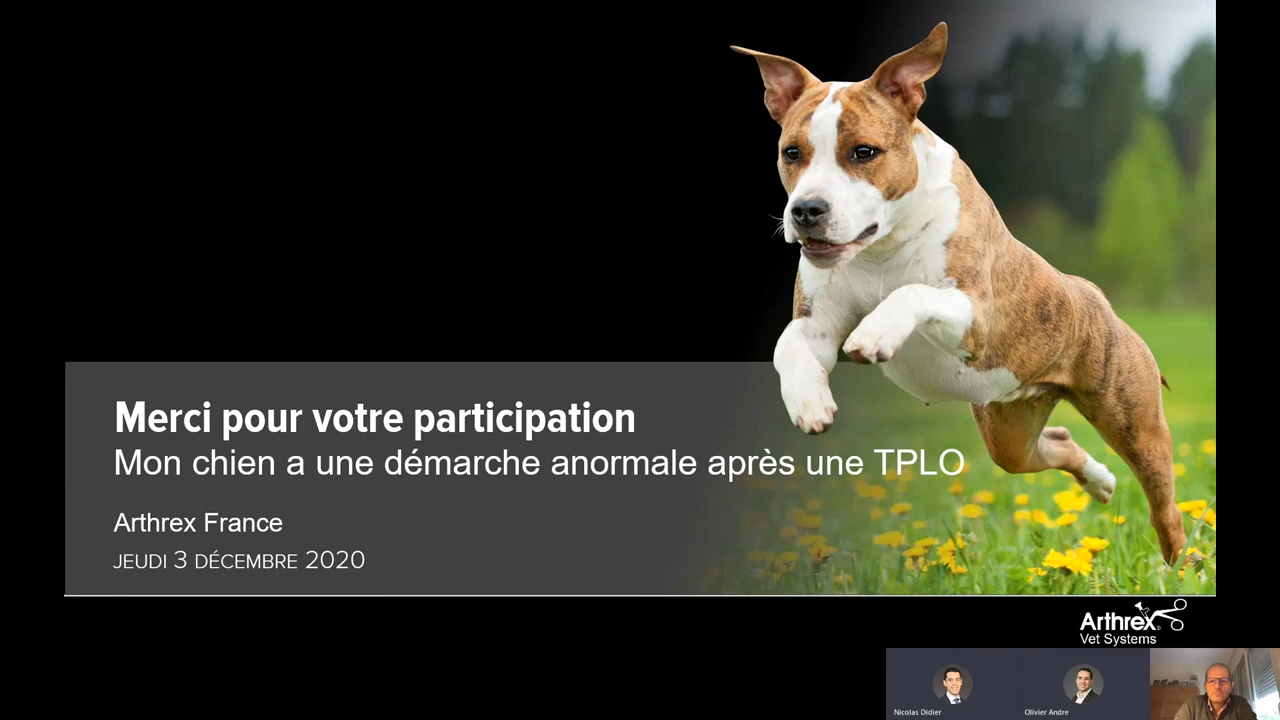 Merci pour votre participation
Mon chien a une démarche anormale après une TPLO
Arthrex France
JEUDI 3 DÉCEMBRE 2020
Arthrex
Vet Systems
Nicolas Didier
Olivier Andre